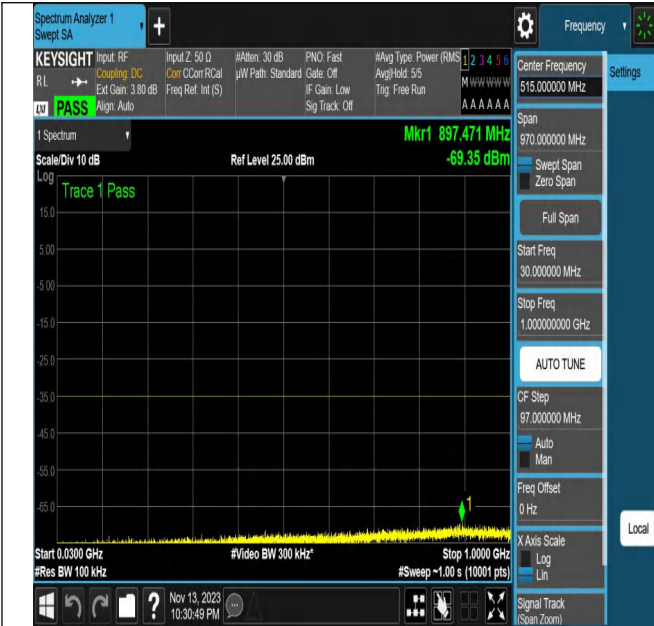 Spectrum Analyzer 1
Swept SA
Frequency
KEYSIGHT
RL
PASS
Input: RF
Coupling: DC
Ext Gain: 3.80 dB
Align: Auto
Input Z: 50 Ω
Corr CCorr RCal
Freq Ref: Int (S)
#Atten: 30 dB
µW Path: Standard
PNO: Fast
Gate: Off
IF Gain: Low
Sig Track: Off
#Avg Type: Power (RMS
Avg|Hold: 5/5
Trig: Free Run
1 2 3 4 5 6
M W W W W W
A A A A A A
1 Spectrum
Mkr1 897.471 MHz
Scale/Div 10 dB
Ref Level 25.00 dBm
-69.35 dBm
Log
Trace 1 Pass
15.0
5.00
-5.00
-15.0
-25.0
-35.0
-45.0
-55.0
-65.0
1
Start 0.0300 GHz
#Video BW 300 kHz*
Stop 1.0000 GHz
#Res BW 100 kHz
#Sweep ~1.00 s (10001 pts)
Nov 13, 2023
10:30:49 PM
Center Frequency
515.000000 MHz
Settings
Span
970.000000 MHz
Swept Span
Zero Span
Full Span
Start Freq
30.000000 MHz
Stop Freq
1.000000000 GHz
AUTO TUNE
CF Step
97.000000 MHz
Auto
Man
Freq Offset
0 Hz
Local
X Axis Scale
Log
Lin
Signal Track
(Span Zoom)